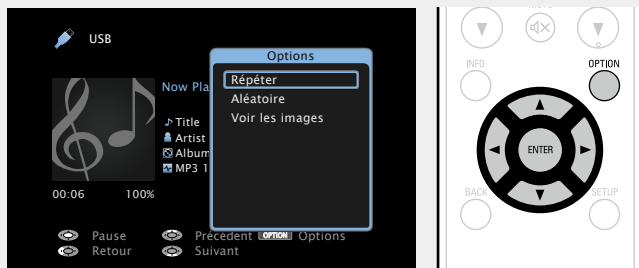 USB
Options
Répéter
Aléatoire
Voir les images
Now Pla
Title
Artist
Album
MP3 1
00:06 100%
Pause Précédent OPTION Options
Retour Suivant
INFO OPTION
ENTER
BACK SETUP